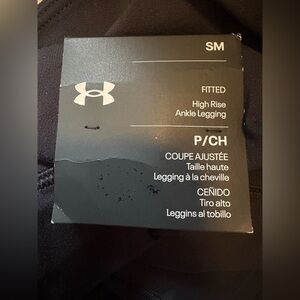 SM
FITTED
High Rise
Ankle Legging
P/CH
COUPE AJUSTÉE
Taille haute
Legging à la cheville
CEÑIDO
Tiro alto
Leggins al tobillo